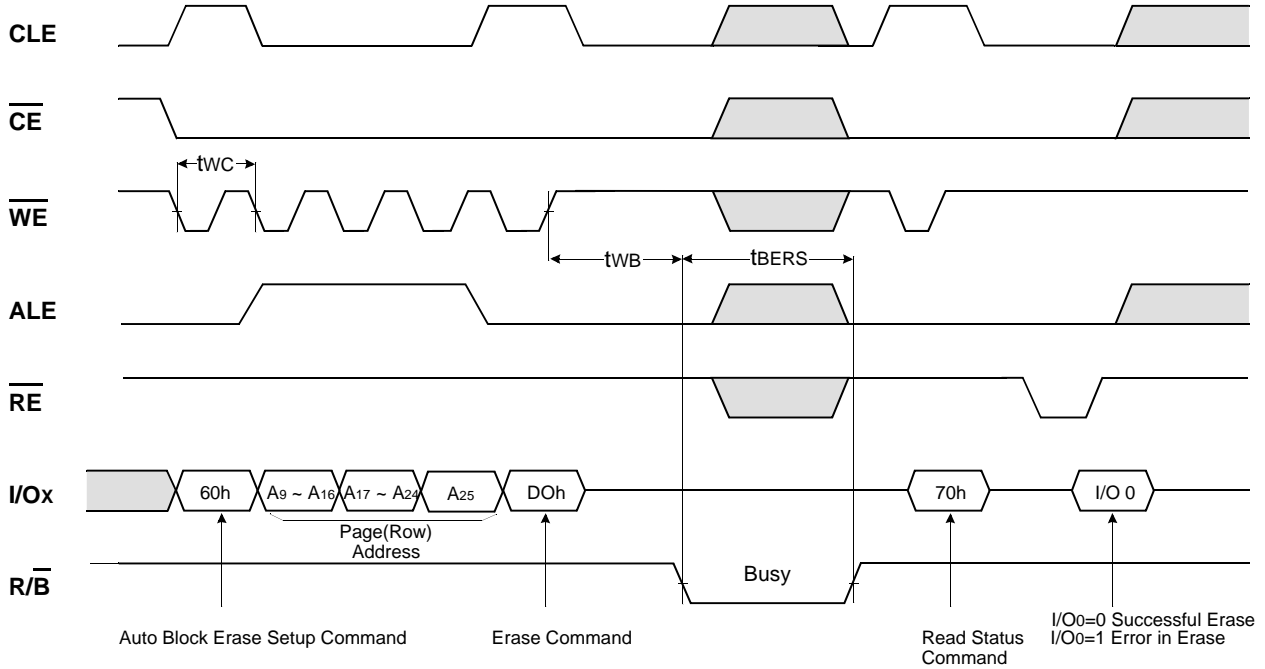 CLE
CE
tWC
WE
tWB
tBERS
ALE
RE
I/Ox
60h
A9 ~ A16
A17 ~ A24
A25
DOh
70h
I/O 0
Page(Row)
Address
R/B
Busy
Auto Block Erase Setup Command
Erase Command
Read Status
Command
I/O0=0 Successful Erase
I/O0=1 Error in Erase